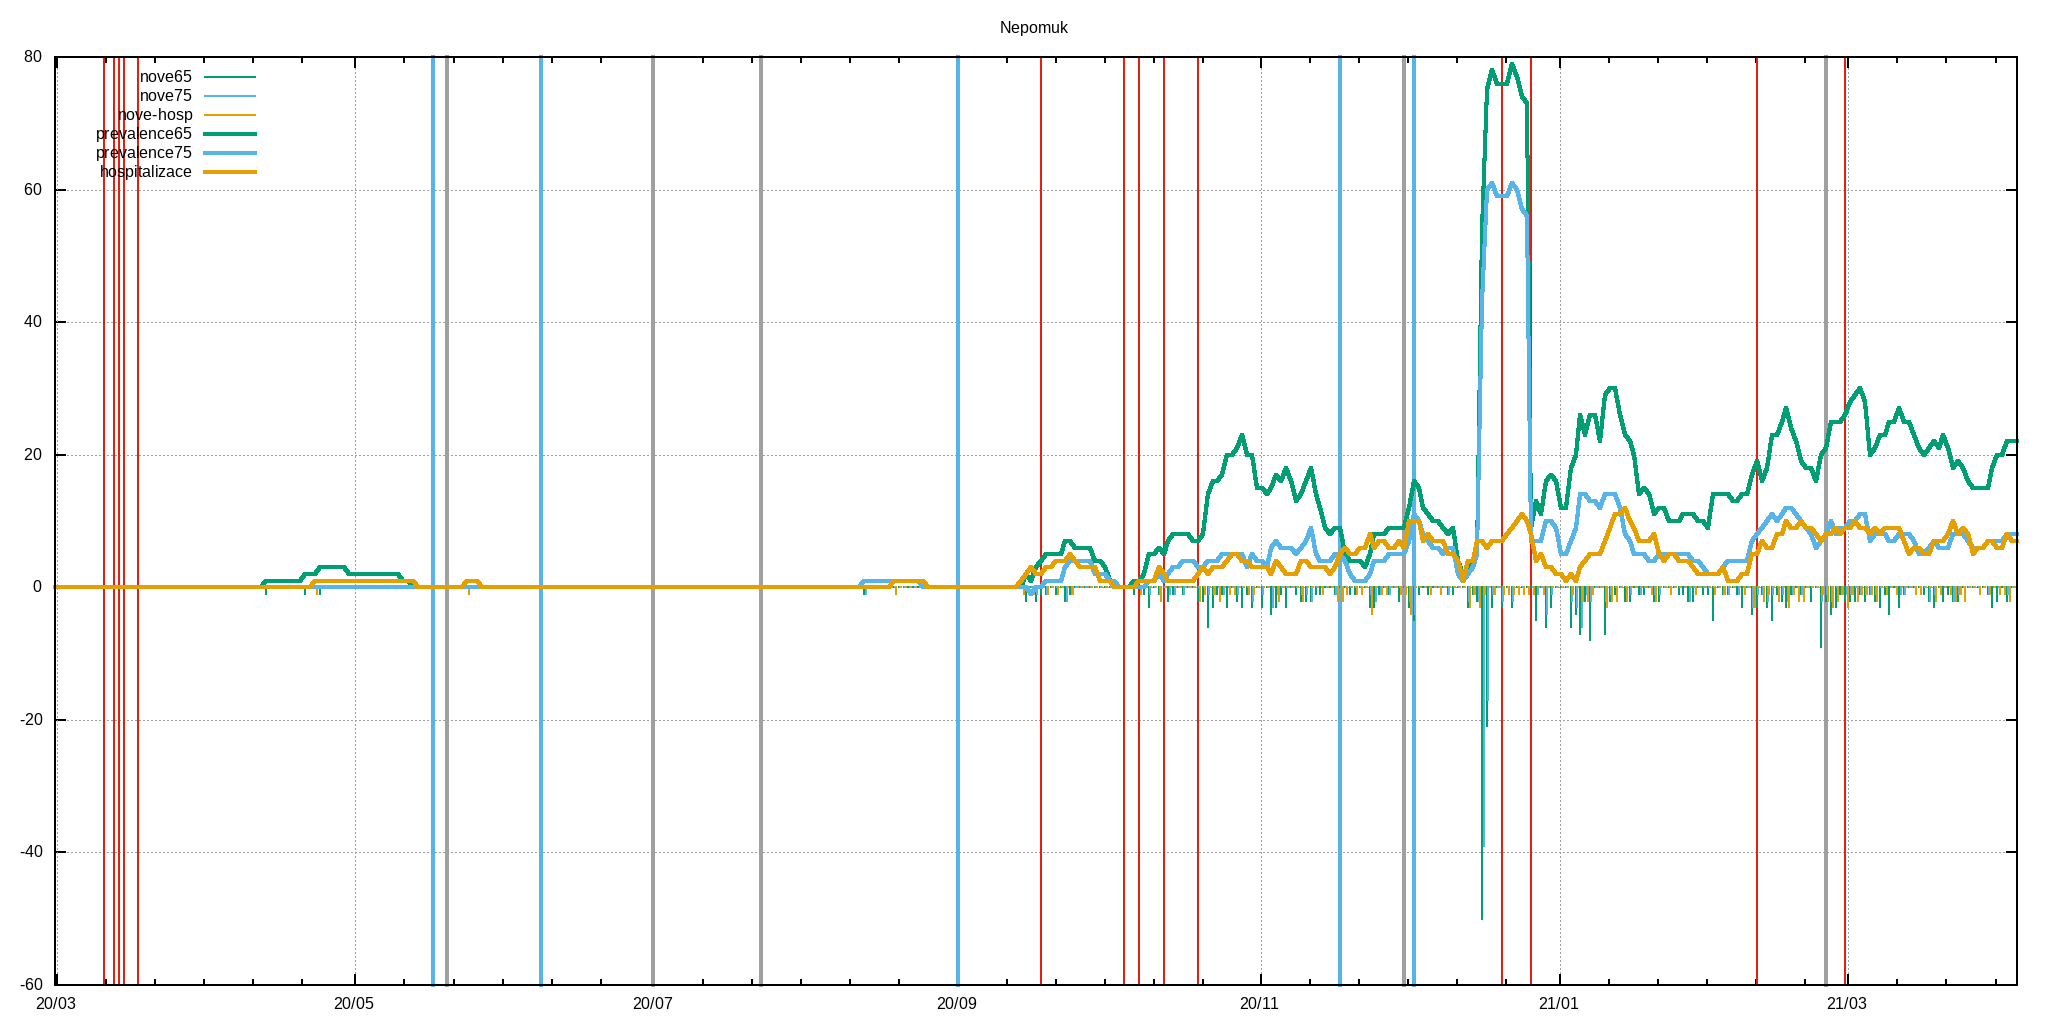 Nepomuk
80
60
40
20
0
-20
-40
-60
nove65
nove75
nove-hosp
prevalence65
prevalence75
hospitalizace
20/03 20/05 20/07 20/09 20/11 21/01 21/03